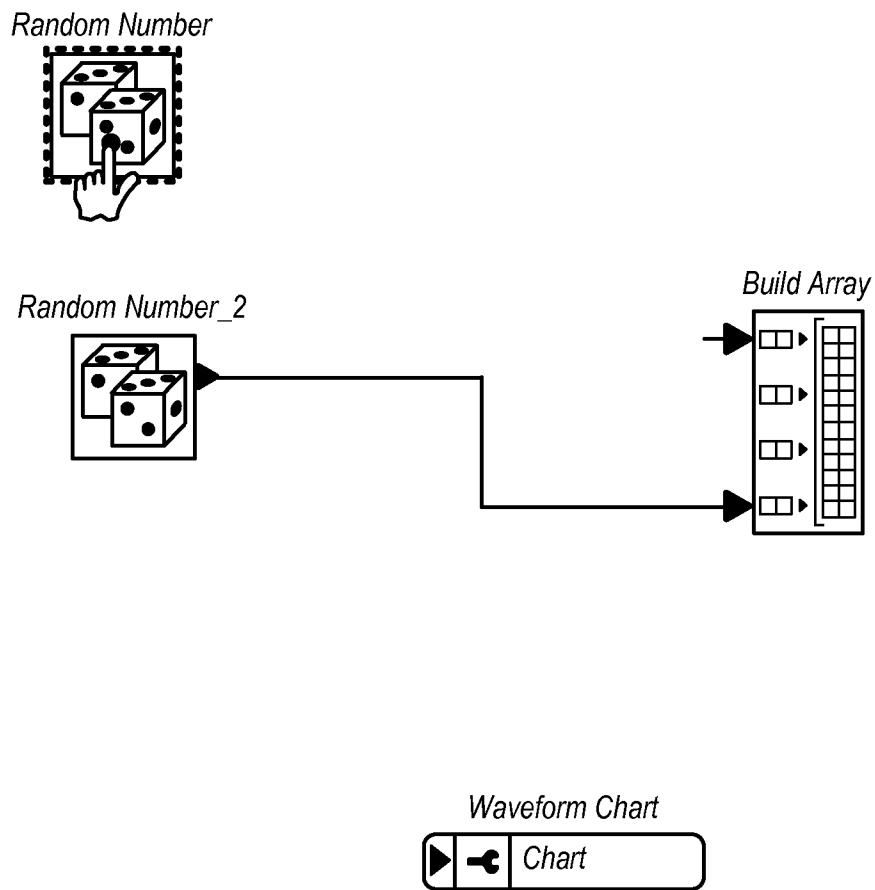 Random Number
Build Array
Random Number_2
Waveform Chart
Chart